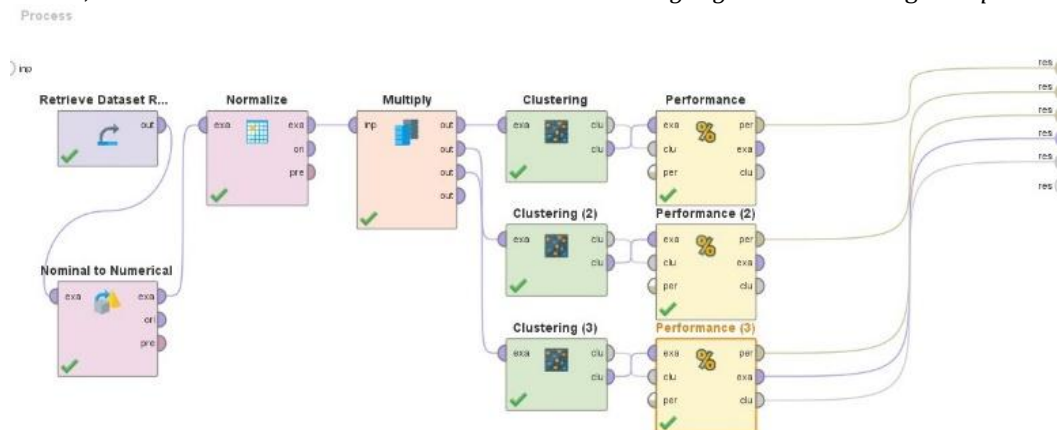 Process
inp
res
res
res
res
res
res
Retrieve Dataset R...
out
Normalize
exa
exa
ori
pre
Multiply
inp
out
out
out
out
Clustering
exa
clu
clu
Performance
exa
clu
per
per
exa
clu
Clustering (2)
exa
clu
clu
Performance (2)
exa
clu
per
per
exa
clu
Nominal to Numerical
exa
exa
ori
pre
Clustering (3)
exa
clu
clu
Performance (3)
exa
clu
per
per
exa
clu